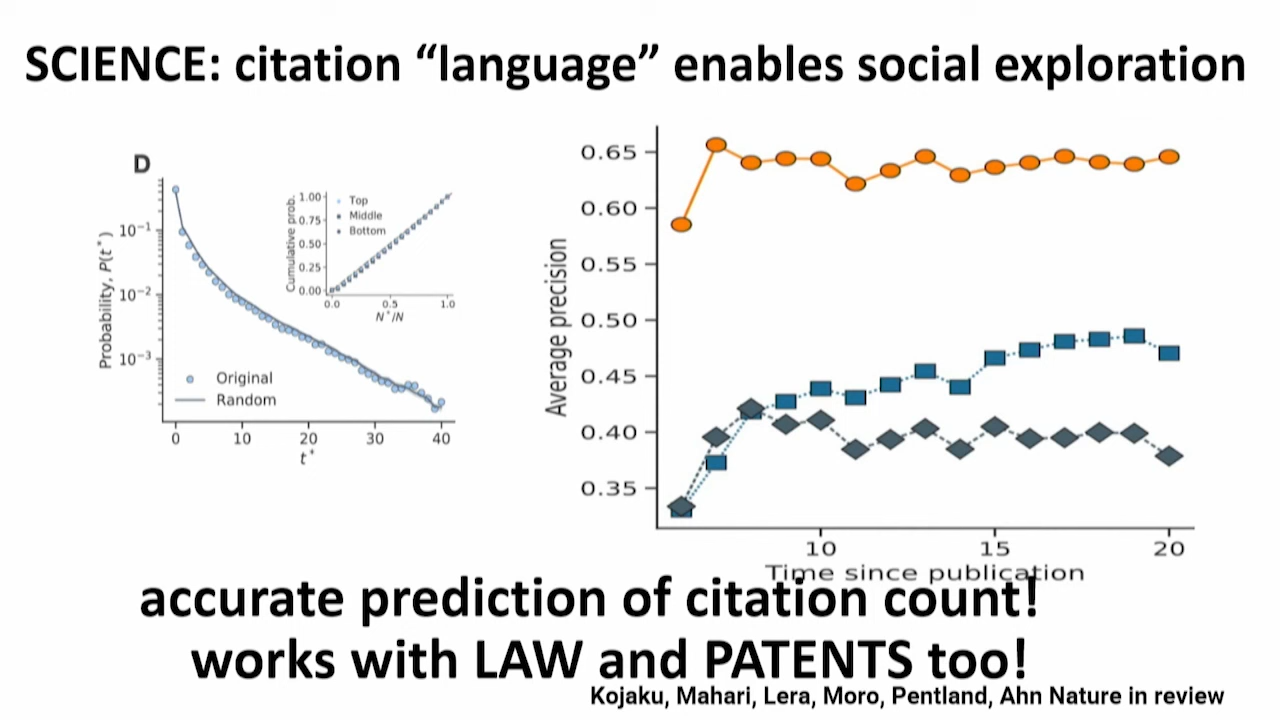 SCIENCE: citation “language” enables social exploration
D
Probability, P(t*)
10⁻¹
10⁻²
10⁻³
Original
Random
0 10 20 30 40
t*
Cumulative prob.
1.00
0.75
0.50
0.25
0.00
Top
Middle
Bottom
0.0 0.5 1.0
N*/N
Average precision
0.65
0.60
0.55
0.50
0.45
0.40
0.35
10 15 20
Time since publication
accurate prediction of citation count!
works with LAW and PATENTS too!
Kojaku, Mahari, Lera, Moro, Pentland, Ahn Nature in review